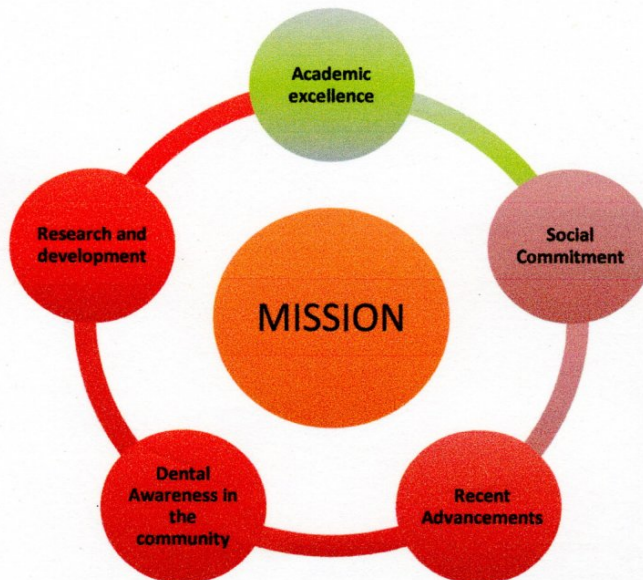 Academic
excellence
Social
Commitment
Recent
Advancements
Dental
Awareness in
the
community
Research and
development
MISSION